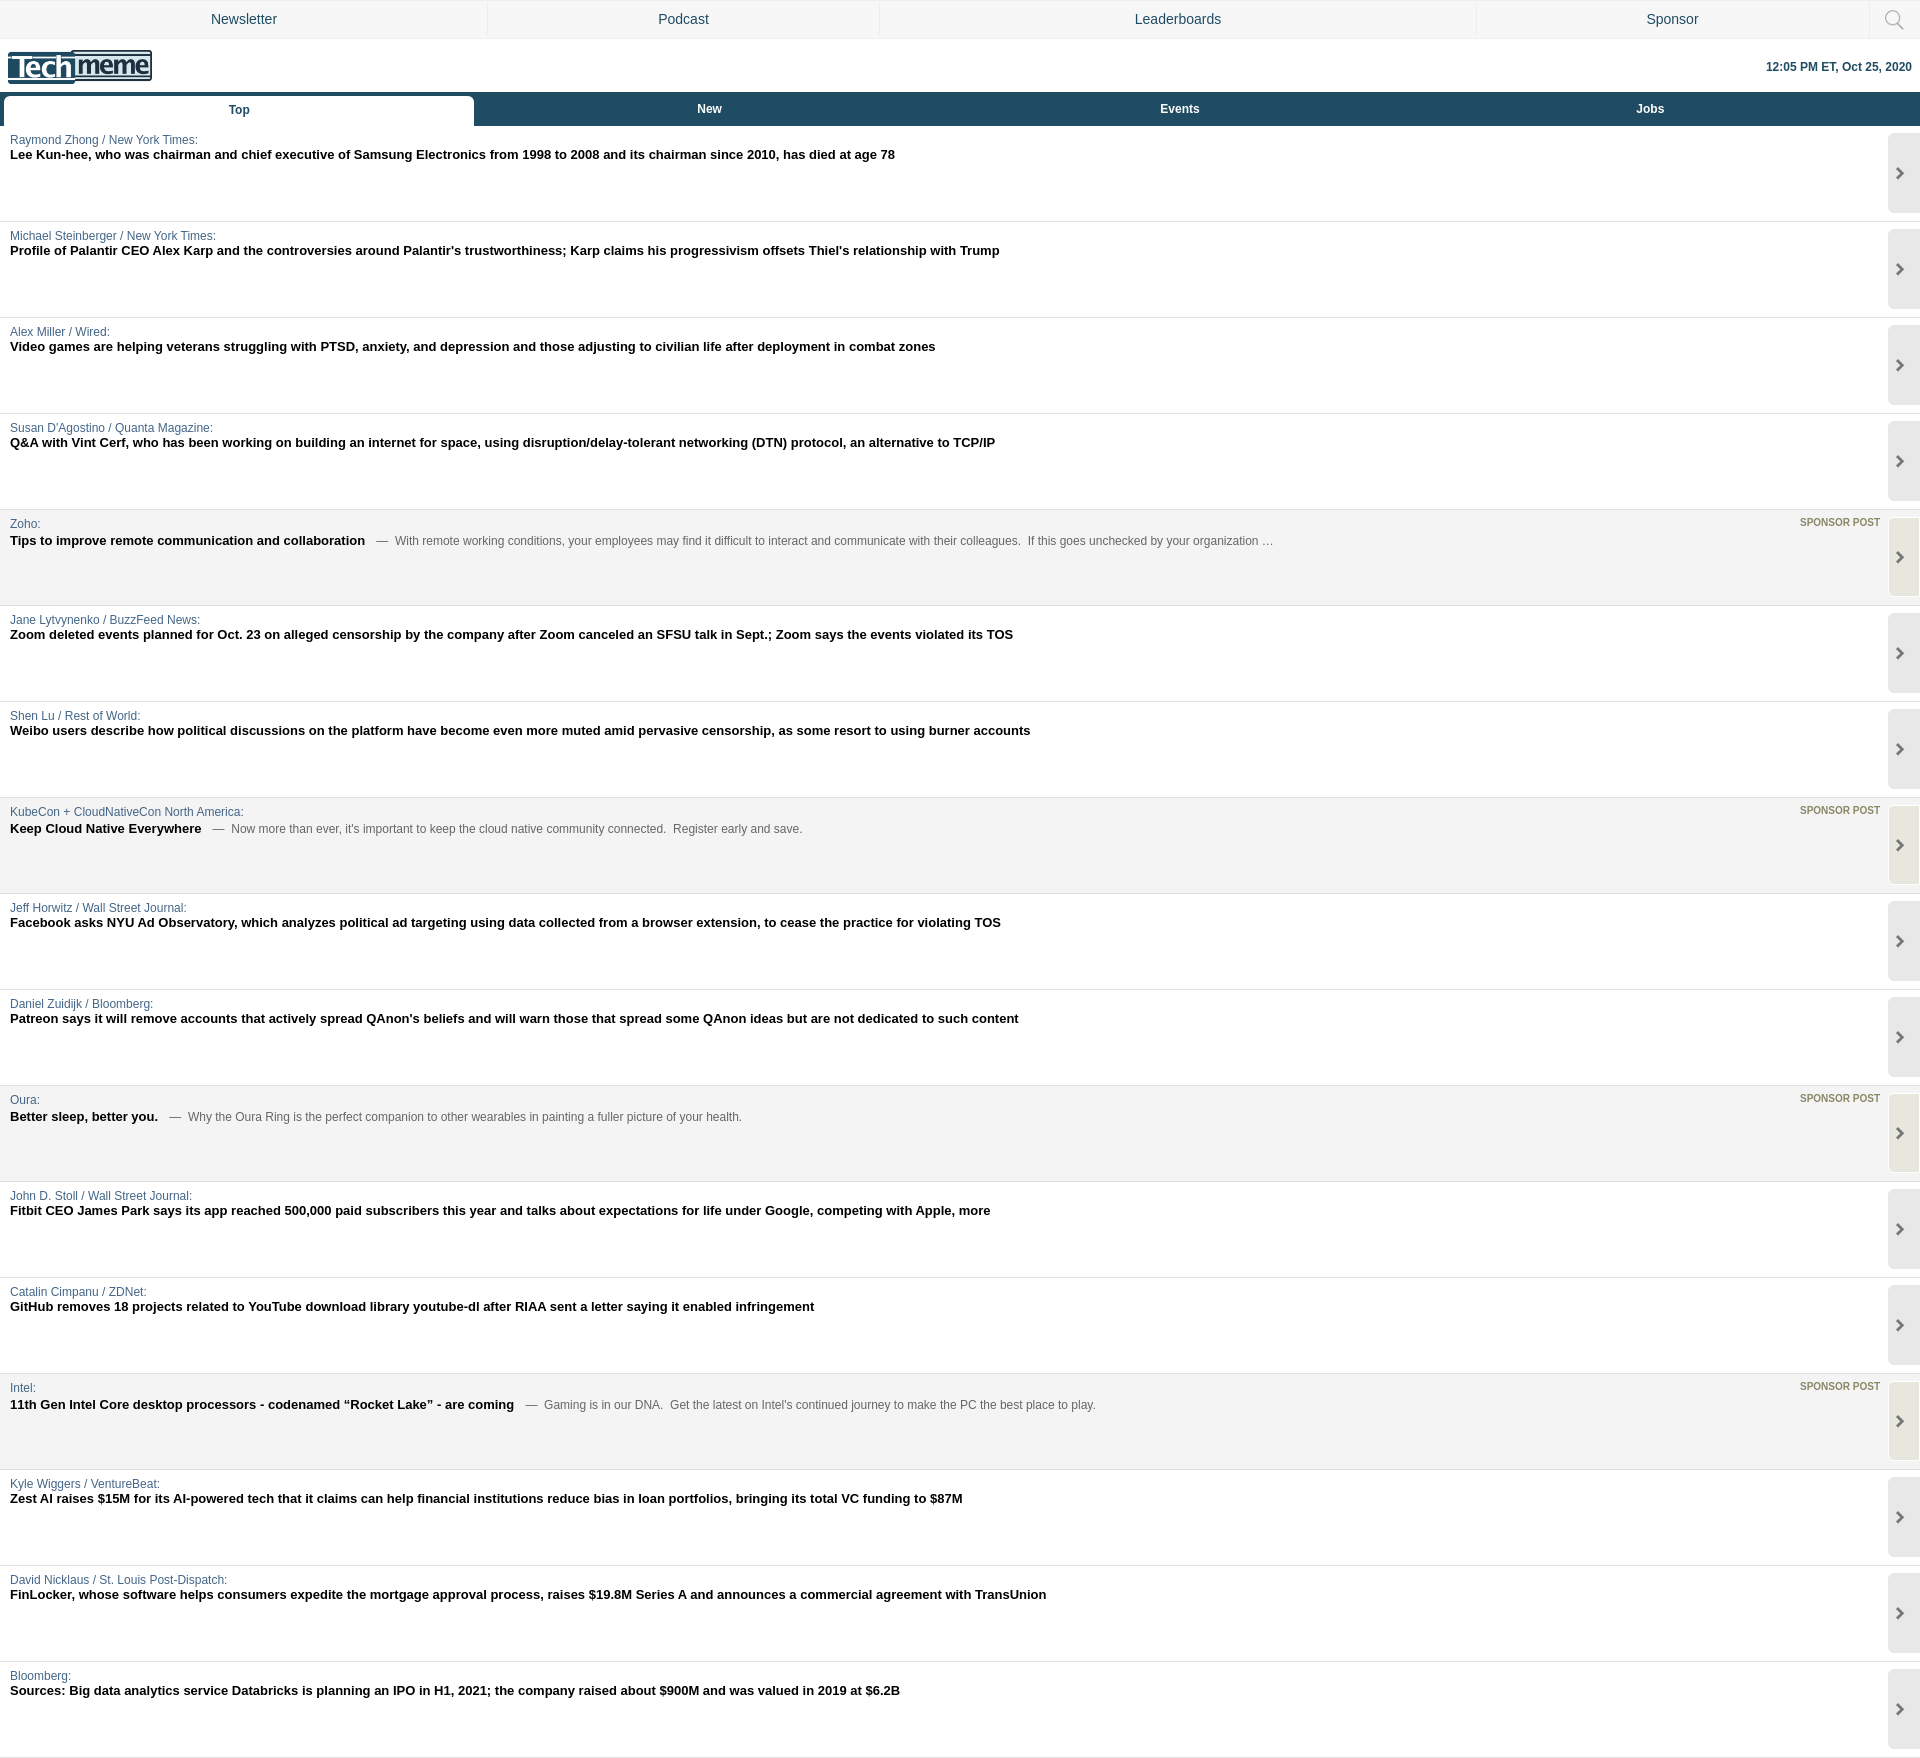 Newsletter
Podcast
Leaderboards
Sponsor
Techmeme
12:05 PM ET, Oct 25, 2020
Top
New
Events
Jobs
Raymond Zhong / New York Times:
Lee Kun-hee, who was chairman and chief executive of Samsung Electronics from 1998 to 2008 and its chairman since 2010, has died at age 78
Michael Steinberger / New York Times:
Profile of Palantir CEO Alex Karp and the controversies around Palantir's trustworthiness; Karp claims his progressivism offsets Thiel's relationship with Trump
Alex Miller / Wired:
Video games are helping veterans struggling with PTSD, anxiety, and depression and those adjusting to civilian life after deployment in combat zones
Susan D'Agostino / Quanta Magazine:
Q&A with Vint Cerf, who has been working on building an internet for space, using disruption/delay-tolerant networking (DTN) protocol, an alternative to TCP/IP
Zoho:
SPONSOR POST
Tips to improve remote communication and collaboration — With remote working conditions, your employees may find it difficult to interact and communicate with their colleagues. If this goes unchecked by your organization …
Jane Lytvynenko / BuzzFeed News:
Zoom deleted events planned for Oct. 23 on alleged censorship by the company after Zoom canceled an SFSU talk in Sept.; Zoom says the events violated its TOS
Shen Lu / Rest of World:
Weibo users describe how political discussions on the platform have become even more muted amid pervasive censorship, as some resort to using burner accounts
KubeCon + CloudNativeCon North America:
SPONSOR POST
Keep Cloud Native Everywhere — Now more than ever, it's important to keep the cloud native community connected. Register early and save.
Jeff Horwitz / Wall Street Journal:
Facebook asks NYU Ad Observatory, which analyzes political ad targeting using data collected from a browser extension, to cease the practice for violating TOS
Daniel Zuidijk / Bloomberg:
Patreon says it will remove accounts that actively spread QAnon's beliefs and will warn those that spread some QAnon ideas but are not dedicated to such content
Oura:
SPONSOR POST
Better sleep, better you. — Why the Oura Ring is the perfect companion to other wearables in painting a fuller picture of your health.
John D. Stoll / Wall Street Journal:
Fitbit CEO James Park says its app reached 500,000 paid subscribers this year and talks about expectations for life under Google, competing with Apple, more
Catalin Cimpanu / ZDNet:
GitHub removes 18 projects related to YouTube download library youtube-dl after RIAA sent a letter saying it enabled infringement
Intel:
SPONSOR POST
11th Gen Intel Core desktop processors - codenamed “Rocket Lake” - are coming — Gaming is in our DNA. Get the latest on Intel's continued journey to make the PC the best place to play.
Kyle Wiggers / VentureBeat:
Zest AI raises $15M for its AI-powered tech that it claims can help financial institutions reduce bias in loan portfolios, bringing its total VC funding to $87M
David Nicklaus / St. Louis Post-Dispatch:
FinLocker, whose software helps consumers expedite the mortgage approval process, raises $19.8M Series A and announces a commercial agreement with TransUnion
Bloomberg:
Sources: Big data analytics service Databricks is planning an IPO in H1, 2021; the company raised about $900M and was valued in 2019 at $6.2B